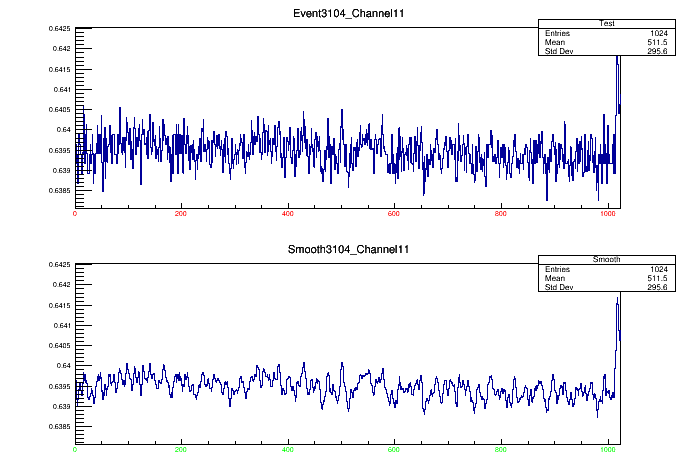 Event3104_Channel11
Test
Entries 1024
Mean 511.5
Std Dev 295.6
0.6425
0.642
0.6415
0.641
0.6405
0.64
0.6395
0.639
0.6385
0 200 400 600 800 1000
Smooth3104_Channel11
Smooth
Entries 1024
Mean 511.5
Std Dev 295.6
0.6425
0.642
0.6415
0.641
0.6405
0.64
0.6395
0.639
0.6385
0 200 400 600 800 1000